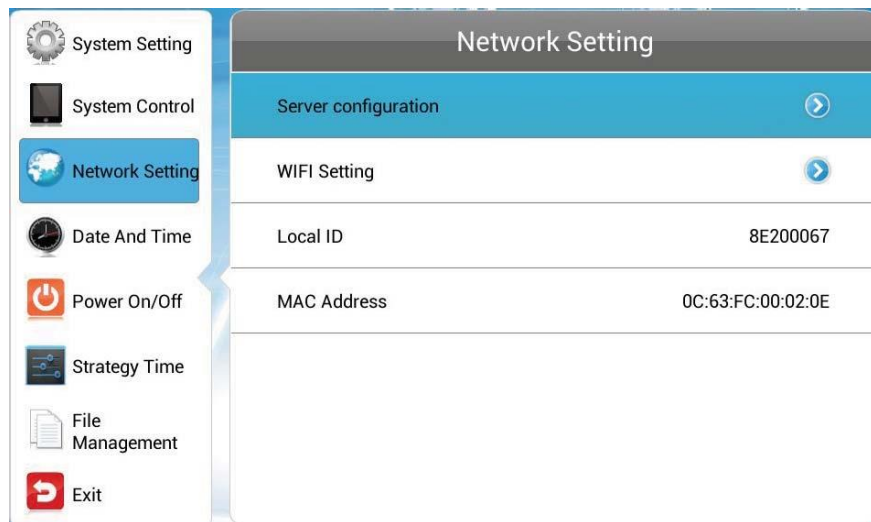 System Setting
System Control
Network Setting
Date And Time
Power On/Off
Strategy Time
File
Management
Exit
Network Setting
Server configuration
WIFI Setting
Local ID 8E200067
MAC Address 0C:63:FC:00:02:0E